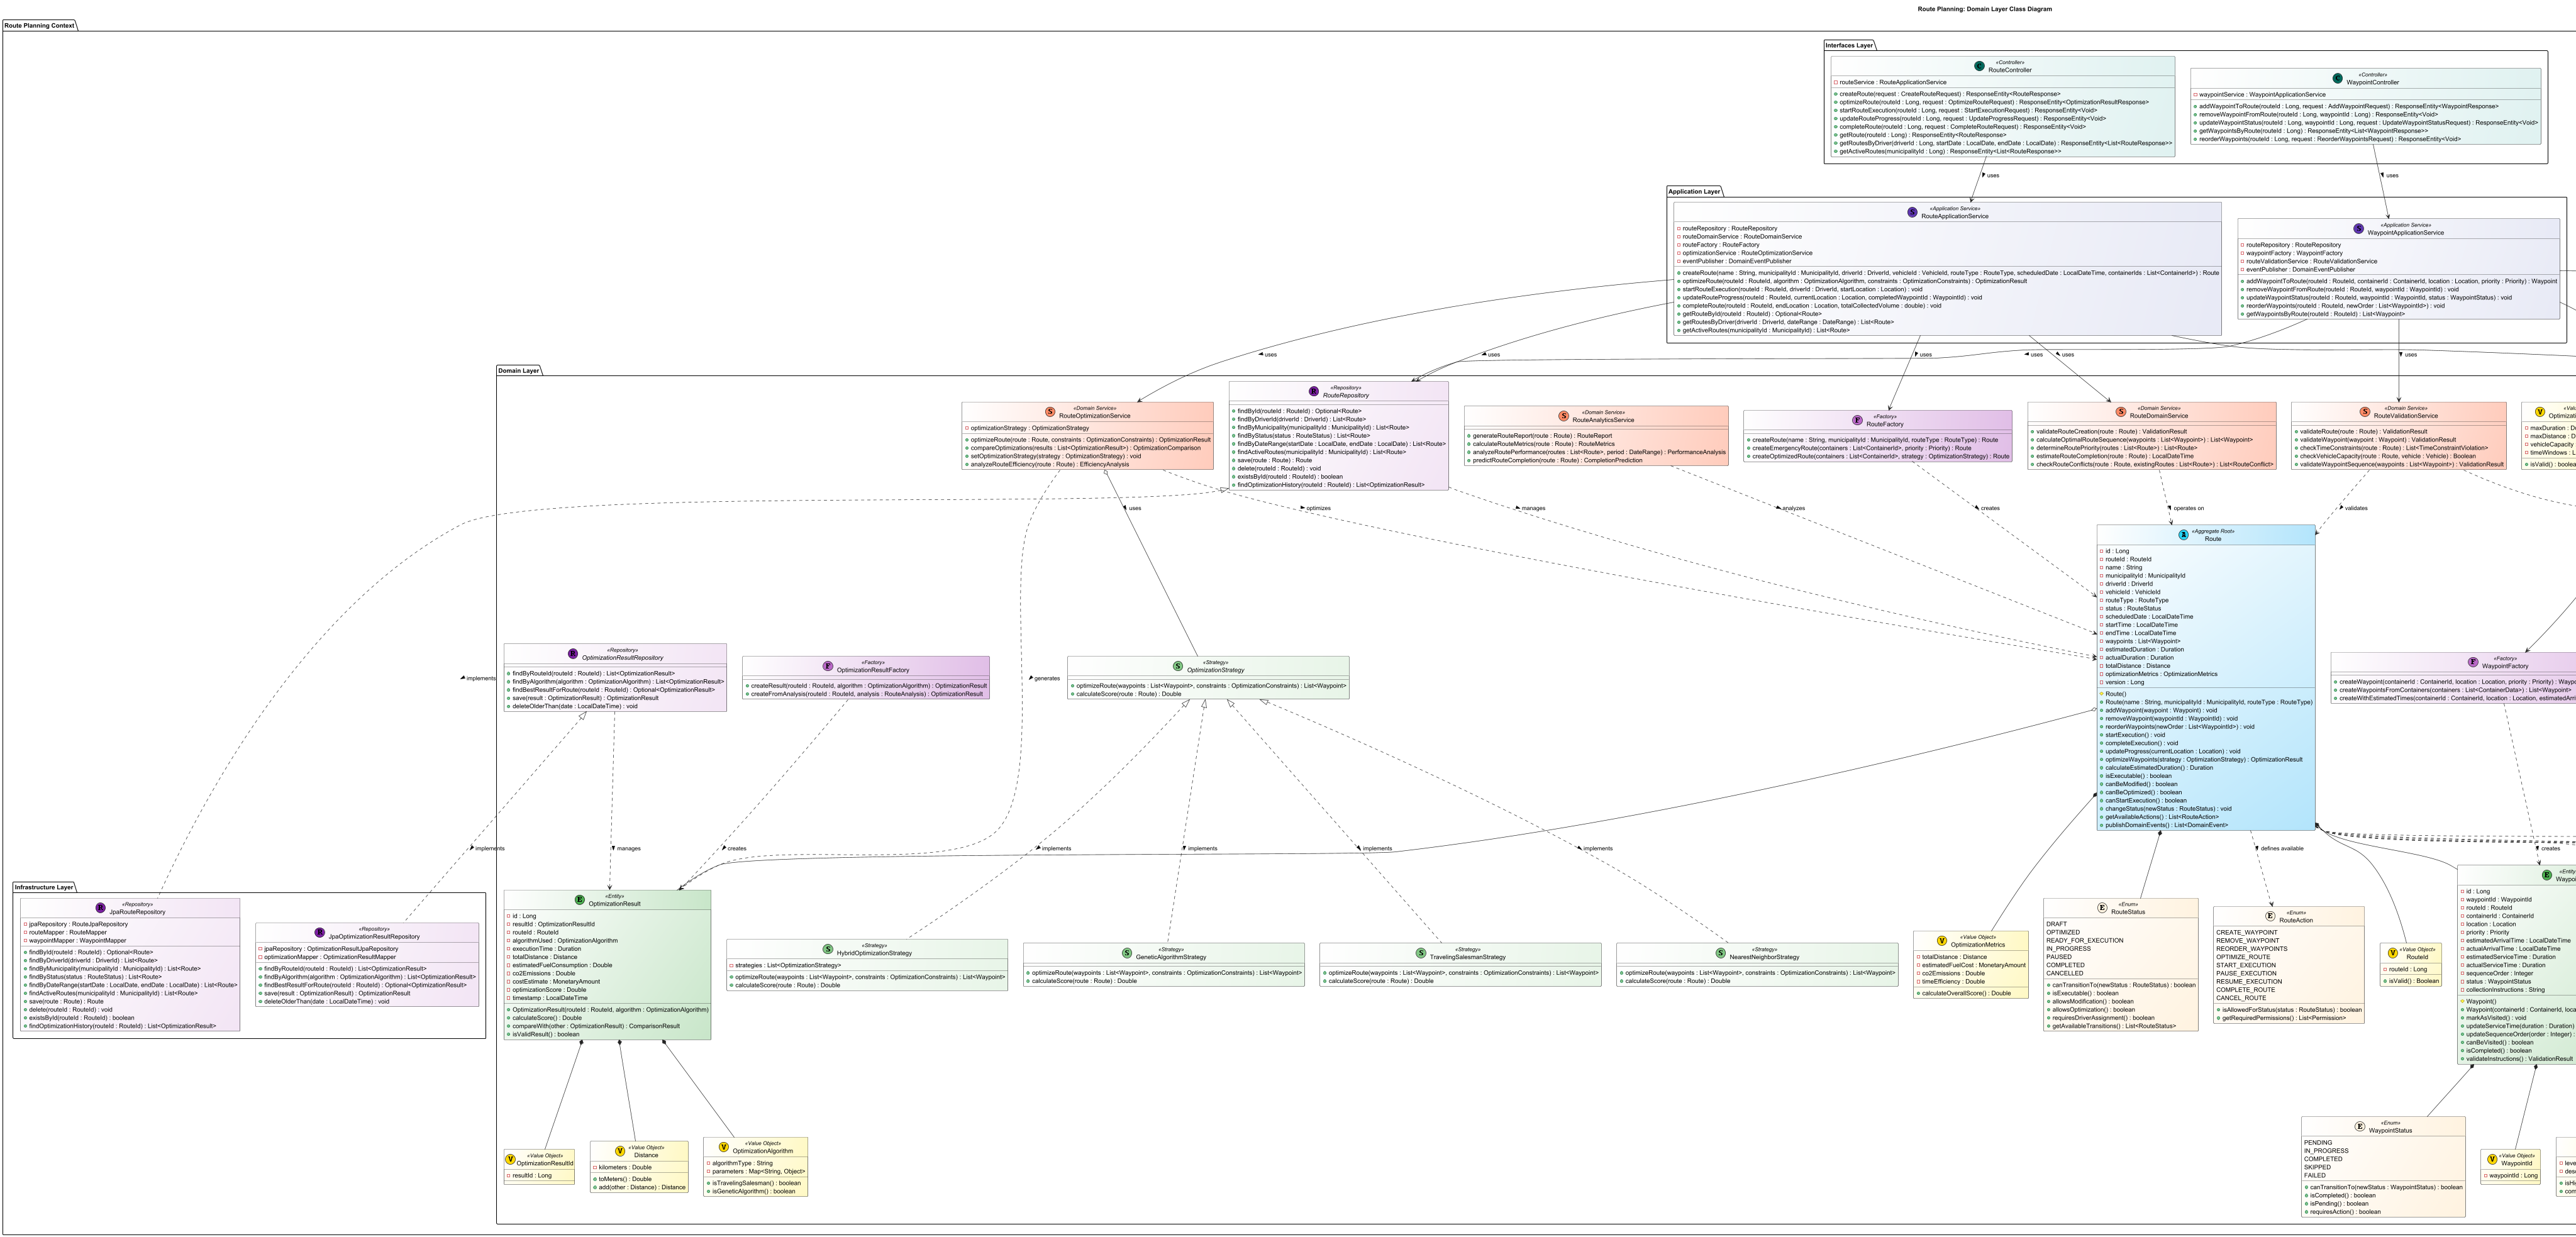 Route Planning: Domain Layer Class Diagram
Route Planning Context
Interfaces Layer
«Controller»
RouteController
routeService : RouteApplicationService
createRoute(request : CreateRouteRequest) : ResponseEntity<RouteResponse>
optimizeRoute(routeId : Long, request : OptimizeRouteRequest) : ResponseEntity<OptimizationResultResponse>
startRouteExecution(routeId : Long, request : StartExecutionRequest) : ResponseEntity<Void>
updateRouteProgress(routeId : Long, request : UpdateProgressRequest) : ResponseEntity<Void>
completeRoute(routeId : Long, request : CompleteRouteRequest) : ResponseEntity<Void>
getRoute(routeId : Long) : ResponseEntity<RouteResponse>
getRoutesByDriver(driverId : Long, startDate : LocalDate, endDate : LocalDate) : ResponseEntity<List<RouteResponse>>
getActiveRoutes(municipalityId : Long) : ResponseEntity<List<RouteResponse>>
«Controller»
WaypointController
waypointService : WaypointApplicationService
addWaypointToRoute(routeId : Long, request : AddWaypointRequest) : ResponseEntity<WaypointResponse>
removeWaypointFromRoute(routeId : Long, waypointId : Long) : ResponseEntity<Void>
updateWaypointStatus(routeId : Long, waypointId : Long, request : UpdateWaypointStatusRequest) : ResponseEntity<Void>
getWaypointsByRoute(routeId : Long) : ResponseEntity<List<WaypointResponse>>
reorderWaypoints(routeId : Long, request : ReorderWaypointsRequest) : ResponseEntity<Void>
uses
uses
Application Layer
«Application Service»
RouteApplicationService
routeRepository : RouteRepository
routeDomainService : RouteDomainService
routeFactory : RouteFactory
optimizationService : RouteOptimizationService
eventPublisher : DomainEventPublisher
createRoute(name : String, municipalityId : MunicipalityId, driverId : DriverId, vehicleId : VehicleId, routeType : RouteType, scheduledDate : LocalDateTime, containerIds : List<ContainerId>) : Route
optimizeRoute(routeId : RouteId, algorithm : OptimizationAlgorithm, constraints : OptimizationConstraints) : OptimizationResult
startRouteExecution(routeId : RouteId, driverId : DriverId, startLocation : Location) : void
updateRouteProgress(routeId : RouteId, currentLocation : Location, completedWaypointId : WaypointId) : void
completeRoute(routeId : RouteId, endLocation : Location, totalCollectedVolume : double) : void
getRouteById(routeId : RouteId) : Optional<Route>
getRoutesByDriver(driverId : DriverId, dateRange : DateRange) : List<Route>
getActiveRoutes(municipalityId : MunicipalityId) : List<Route>
«Application Service»
WaypointApplicationService
routeRepository : RouteRepository
waypointFactory : WaypointFactory
routeValidationService : RouteValidationService
eventPublisher : DomainEventPublisher
addWaypointToRoute(routeId : RouteId, containerId : ContainerId, location : Location, priority : Priority) : Waypoint
removeWaypointFromRoute(routeId : RouteId, waypointId : WaypointId) : void
updateWaypointStatus(routeId : RouteId, waypointId : WaypointId, status : WaypointStatus) : void
reorderWaypoints(routeId : RouteId, newOrder : List<WaypointId>) : void
getWaypointsByRoute(routeId : RouteId) : List<Waypoint>
uses
uses
uses
uses
uses
uses
Domain Layer
«Domain Service»
RouteOptimizationService
optimizationStrategy : OptimizationStrategy
optimizeRoute(route : Route, constraints : OptimizationConstraints) : OptimizationResult
compareOptimizations(results : List<OptimizationResult>) : OptimizationComparison
setOptimizationStrategy(strategy : OptimizationStrategy) : void
analyzeRouteEfficiency(route : Route) : EfficiencyAnalysis
«Repository»
RouteRepository
findById(routeId : RouteId) : Optional<Route>
findByDriverId(driverId : DriverId) : List<Route>
findByMunicipality(municipalityId : MunicipalityId) : List<Route>
findByStatus(status : RouteStatus) : List<Route>
findByDateRange(startDate : LocalDate, endDate : LocalDate) : List<Route>
findActiveRoutes(municipalityId : MunicipalityId) : List<Route>
save(route : Route) : Route
delete(routeId : RouteId) : void
existsById(routeId : RouteId) : boolean
findOptimizationHistory(routeId : RouteId) : List<OptimizationResult>
«Domain Service»
RouteAnalyticsService
generateRouteReport(route : Route) : RouteReport
calculateRouteMetrics(route : Route) : RouteMetrics
analyzeRoutePerformance(routes : List<Route>, period : DateRange) : PerformanceAnalysis
predictRouteCompletion(route : Route) : CompletionPrediction
«Factory»
RouteFactory
createRoute(name : String, municipalityId : MunicipalityId, routeType : RouteType) : Route
createEmergencyRoute(containers : List<ContainerId>, priority : Priority) : Route
createOptimizedRoute(containers : List<ContainerId>, strategy : OptimizationStrategy) : Route
«Domain Service»
RouteDomainService
validateRouteCreation(route : Route) : ValidationResult
calculateOptimalRouteSequence(waypoints : List<Waypoint>) : List<Waypoint>
determineRoutePriority(routes : List<Route>) : List<Route>
estimateRouteCompletion(route : Route) : LocalDateTime
checkRouteConflicts(route : Route, existingRoutes : List<Route>) : List<RouteConflict>
«Domain Service»
RouteValidationService
validateRoute(route : Route) : ValidationResult
validateWaypoint(waypoint : Waypoint) : ValidationResult
checkTimeConstraints(route : Route) : List<TimeConstraintViolation>
checkVehicleCapacity(route : Route, vehicle : Vehicle) : Boolean
validateWaypointSequence(waypoints : List<Waypoint>) : ValidationResult
maxDuration : Du
maxDistance : D
vehicleCapacity
timeWindows : L
isValid() : boolea
uses
optimizes
manages
analyzes
creates
operates on
validates
«Aggregate Root»
Route
id : Long
routeId : RouteId
name : String
municipalityId : MunicipalityId
driverId : DriverId
vehicleId : VehicleId
routeType : RouteType
status : RouteStatus
scheduledDate : LocalDateTime
startTime : LocalDateTime
endTime : LocalDateTime
waypoints : List<Waypoint>
estimatedDuration : Duration
actualDuration : Duration
totalDistance : Distance
optimizationMetrics : OptimizationMetrics
version : Long
Route()
Route(name : String, municipalityId : MunicipalityId, routeType : RouteType)
addWaypoint(waypoint : Waypoint) : void
removeWaypoint(waypointId : WaypointId) : void
reorderWaypoints(newOrder : List<WaypointId>) : void
startExecution() : void
completeExecution() : void
updateProgress(currentLocation : Location) : void
optimizeWaypoints(strategy : OptimizationStrategy) : OptimizationResult
calculateEstimatedDuration() : Duration
isExecutable() : boolean
canBeModified() : boolean
canBeOptimized() : boolean
canStartExecution() : boolean
changeStatus(newStatus : RouteStatus) : void
getAvailableActions() : List<RouteAction>
publishDomainEvents() : List<DomainEvent>
«Repository»
OptimizationResultRepository
findByRouteId(routeId : RouteId) : List<OptimizationResult>
findByAlgorithm(algorithm : OptimizationAlgorithm) : List<OptimizationResult>
findBestResultForRoute(routeId : RouteId) : Optional<OptimizationResult>
save(result : OptimizationResult) : OptimizationResult
deleteOlderThan(date : LocalDateTime) : void
«Factory»
OptimizationResultFactory
createResult(routeId : RouteId, algorithm : OptimizationAlgorithm) : OptimizationResult
createFromAnalysis(routeId : RouteId, analysis : RouteAnalysis) : OptimizationResult
«Strategy»
OptimizationStrategy
optimizeRoute(waypoints : List<Waypoint>, constraints : OptimizationConstraints) : List<Waypoint>
calculateScore(route : Route) : Double
«Factory»
WaypointFactory
createWaypoint(containerId : ContainerId, location : Location, priority : Priority) : Waypo
createWaypointsFromContainers(containers : List<ContainerData>) : List<Waypoint>
createWithEstimatedTimes(containerId : ContainerId, location : Location, estimatedArri
implements
generates
implements
manages
creates
implements
implements
implements
implements
defines available
creates
Infrastructure Layer
«Repository»
JpaRouteRepository
jpaRepository : RouteJpaRepository
routeMapper : RouteMapper
waypointMapper : WaypointMapper
findById(routeId : RouteId) : Optional<Route>
findByDriverId(driverId : DriverId) : List<Route>
findByMunicipality(municipalityId : MunicipalityId) : List<Route>
findByStatus(status : RouteStatus) : List<Route>
findByDateRange(startDate : LocalDate, endDate : LocalDate) : List<Route>
findActiveRoutes(municipalityId : MunicipalityId) : List<Route>
save(route : Route) : Route
delete(routeId : RouteId) : void
existsById(routeId : RouteId) : boolean
findOptimizationHistory(routeId : RouteId) : List<OptimizationResult>
«Repository»
JpaOptimizationResultRepository
jpaRepository : OptimizationResultJpaRepository
optimizationMapper : OptimizationResultMapper
findByRouteId(routeId : RouteId) : List<OptimizationResult>
findByAlgorithm(algorithm : OptimizationAlgorithm) : List<OptimizationResult>
findBestResultForRoute(routeId : RouteId) : Optional<OptimizationResult>
save(result : OptimizationResult) : OptimizationResult
deleteOlderThan(date : LocalDateTime) : void
«Entity»
OptimizationResult
id : Long
resultId : OptimizationResultId
routeId : RouteId
algorithmUsed : OptimizationAlgorithm
executionTime : Duration
totalDistance : Distance
estimatedFuelConsumption : Double
co2Emissions : Double
costEstimate : MonetaryAmount
optimizationScore : Double
timestamp : LocalDateTime
OptimizationResult(routeId : RouteId, algorithm : OptimizationAlgorithm)
calculateScore() : Double
compareWith(other : OptimizationResult) : ComparisonResult
isValidResult() : boolean
«Strategy»
HybridOptimizationStrategy
strategies : List<OptimizationStrategy>
optimizeRoute(waypoints : List<Waypoint>, constraints : OptimizationConstraints) : List<Waypoint>
calculateScore(route : Route) : Double
«Strategy»
GeneticAlgorithmStrategy
optimizeRoute(waypoints : List<Waypoint>, constraints : OptimizationConstraints) : List<Waypoint>
calculateScore(route : Route) : Double
«Strategy»
TravelingSalesmanStrategy
optimizeRoute(waypoints : List<Waypoint>, constraints : OptimizationConstraints) : List<Waypoint>
calculateScore(route : Route) : Double
«Strategy»
NearestNeighborStrategy
optimizeRoute(waypoints : List<Waypoint>, constraints : OptimizationConstraints) : List<Waypoint>
calculateScore(route : Route) : Double
«Value Object»
OptimizationMetrics
totalDistance : Distance
estimatedFuelCost : MonetaryAmount
co2Emissions : Double
timeEfficiency : Double
calculateOverallScore() : Double
«Enum»
RouteStatus
DRAFT
OPTIMIZED
READY_FOR_EXECUTION
IN_PROGRESS
PAUSED
COMPLETED
CANCELLED
canTransitionTo(newStatus : RouteStatus) : boolean
isExecutable() : boolean
allowsModification() : boolean
allowsOptimization() : boolean
requiresDriverAssignment() : boolean
getAvailableTransitions() : List<RouteStatus>
«Enum»
RouteAction
CREATE_WAYPOINT
REMOVE_WAYPOINT
REORDER_WAYPOINTS
OPTIMIZE_ROUTE
START_EXECUTION
PAUSE_EXECUTION
RESUME_EXECUTION
COMPLETE_ROUTE
CANCEL_ROUTE
isAllowedForStatus(status : RouteStatus) : boolean
getRequiredPermissions() : List<Permission>
«Value Object»
RouteId
routeId : Long
isValid() : Boolean
«Entity
Waypoi
id : Long
waypointId : WaypointId
routeId : RouteId
containerId : ContainerId
location : Location
priority : Priority
estimatedArrivalTime : LocalDateTime
actualArrivalTime : LocalDateTime
estimatedServiceTime : Duration
actualServiceTime : Duration
sequenceOrder : Integer
status : WaypointStatus
collectionInstructions : String
Waypoint()
Waypoint(containerId : ContainerId, loca
markAsVisited() : void
updateServiceTime(duration : Duration)
updateSequenceOrder(order : Integer) :
canBeVisited() : boolean
isCompleted() : boolean
validateInstructions() : ValidationResult
«Value Object»
OptimizationResultId
resultId : Long
«Value Object»
Distance
kilometers : Double
toMeters() : Double
add(other : Distance) : Distance
«Value Object»
OptimizationAlgorithm
algorithmType : String
parameters : Map<String, Object>
isTravelingSalesman() : boolean
isGeneticAlgorithm() : boolean
«Enum»
WaypointStatus
PENDING
IN_PROGRESS
COMPLETED
SKIPPED
FAILED
canTransitionTo(newStatus : WaypointStatus) : boolean
isCompleted() : boolean
isPending() : boolean
requiresAction() : boolean
«Value Object»
WaypointId
waypointId : Long